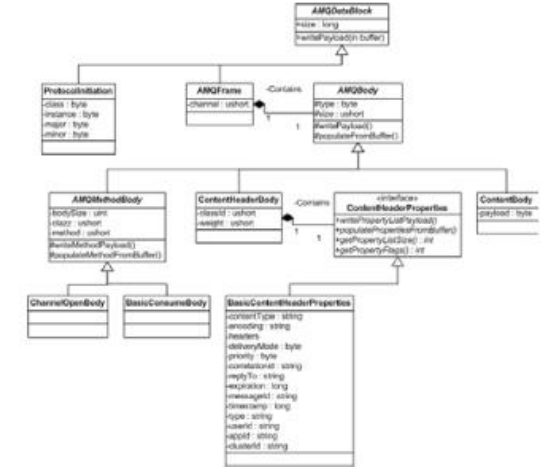 AMQDataBlock
+size : long
+writePayload(in buffer)
ProtocolInitiation
-class : byte
-instance : byte
-major : byte
-minor : byte
AMQFrame
-channel : ushort
-Contains
1
1
AMQBody
#type : byte
#size : ushort
#writePayload()
#populateFromBuffer()
AMQMethodBody
-bodySize : uint
-clazz : ushort
-method : ushort
#writeMethodPayload()
#populateMethodFromBuffer()
ContentHeaderBody
-classId : ushort
-weight : ushort
-Contains
1
1
«interface»
ContentHeaderProperties
+writePropertyListPayload()
+populatePropertiesFromBuffer()
+getPropertyListSize() : int
+getPropertyFlags() : int
ContentBody
-payload : byte
ChannelOpenBody
BasicConsumeBody
BasicContentHeaderProperties
-contentType : string
-encoding : string
-headers
-deliveryMode : byte
-priority : byte
-correlationId : string
-replyTo : string
-expiration : long
-messageId : string
-timestamp : long
-type : string
-userId : string
-appId : string
-clusterId : string